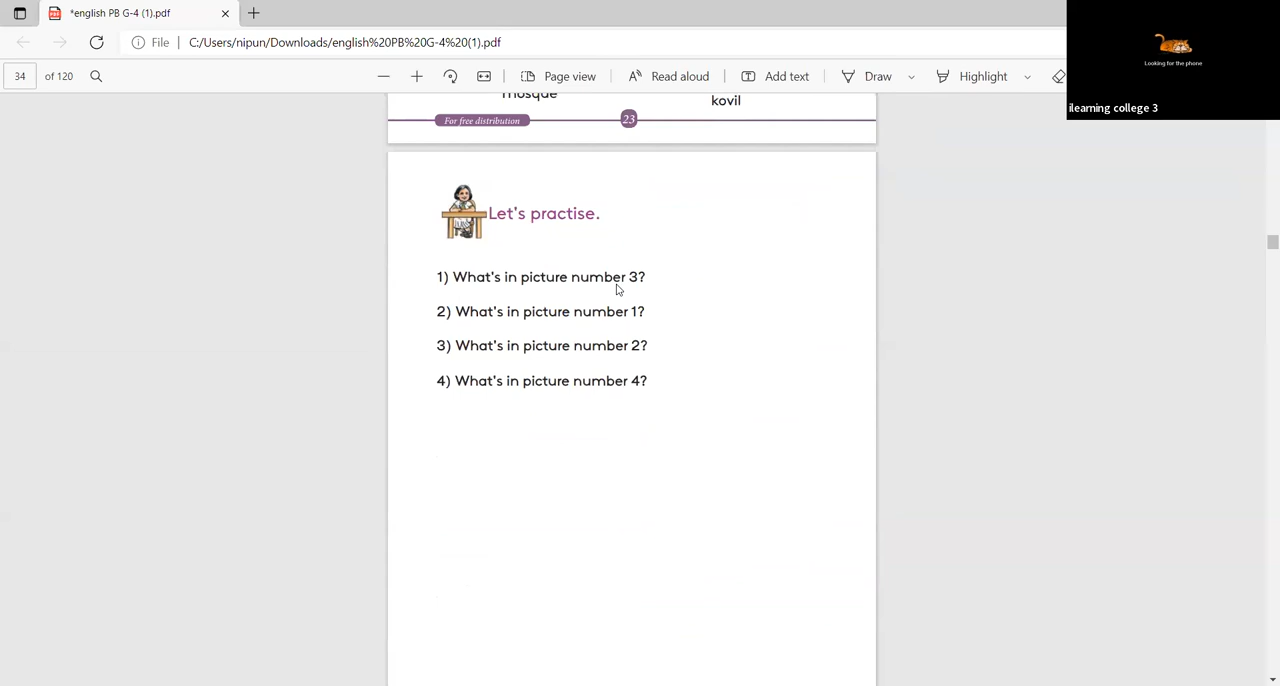 *english PB G-4 (1).pdf
File
C:/Users/nipun/Downloads/english%20PB%20G-4%20(1).pdf
34 of 120
Page view
Read aloud
Add text
Draw
Highlight
Looking for the phone
ilearning college 3
mosque
kovil
For free distribution
23
Let's practise.
1) What's in picture number 3?
2) What's in picture number 1?
3) What's in picture number 2?
4) What's in picture number 4?